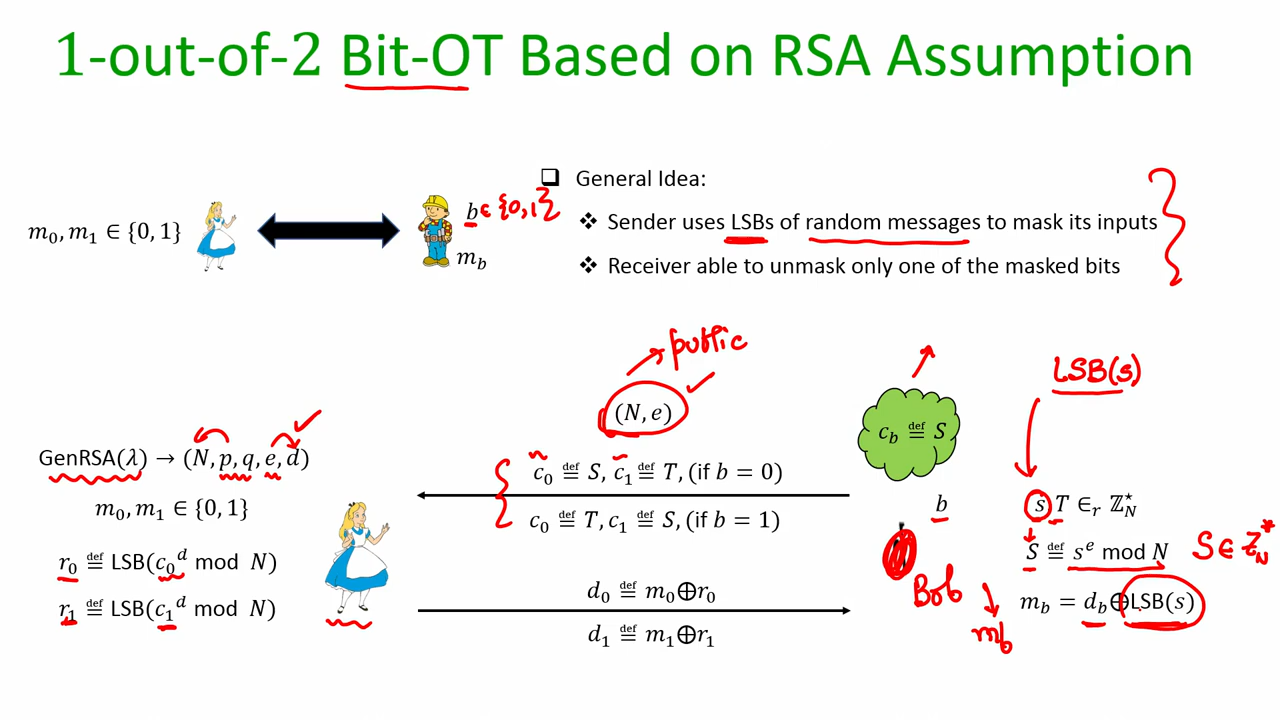 1-out-of-2 Bit-OT Based on RSA Assumption
❑ General Idea:
m₀, m₁ ∈ {0, 1}
b ∈ {0,1}
m_b
❖ Sender uses LSBs of random messages to mask its inputs
❖ Receiver able to unmask only one of the masked bits
public
(N, e)
LSB(s)
c_b ≝ S
GenRSA(λ) → (N, p, q, e, d)
c₀ ≝ S, c₁ ≝ T, (if b = 0)
m₀, m₁ ∈ {0, 1}
c₀ ≝ T, c₁ ≝ S, (if b = 1)
b
s T ∈_r ℤ_N^⋆
r₀ ≝ LSB(c₀^d mod N)
S ≝ s^e mod N
S ∈ ℤ_N^*
r₁ ≝ LSB(c₁^d mod N)
d₀ ≝ m₀⊕r₀
Bob
m_b = d_b⊕LSB(s)
d₁ ≝ m₁⊕r₁
m_b